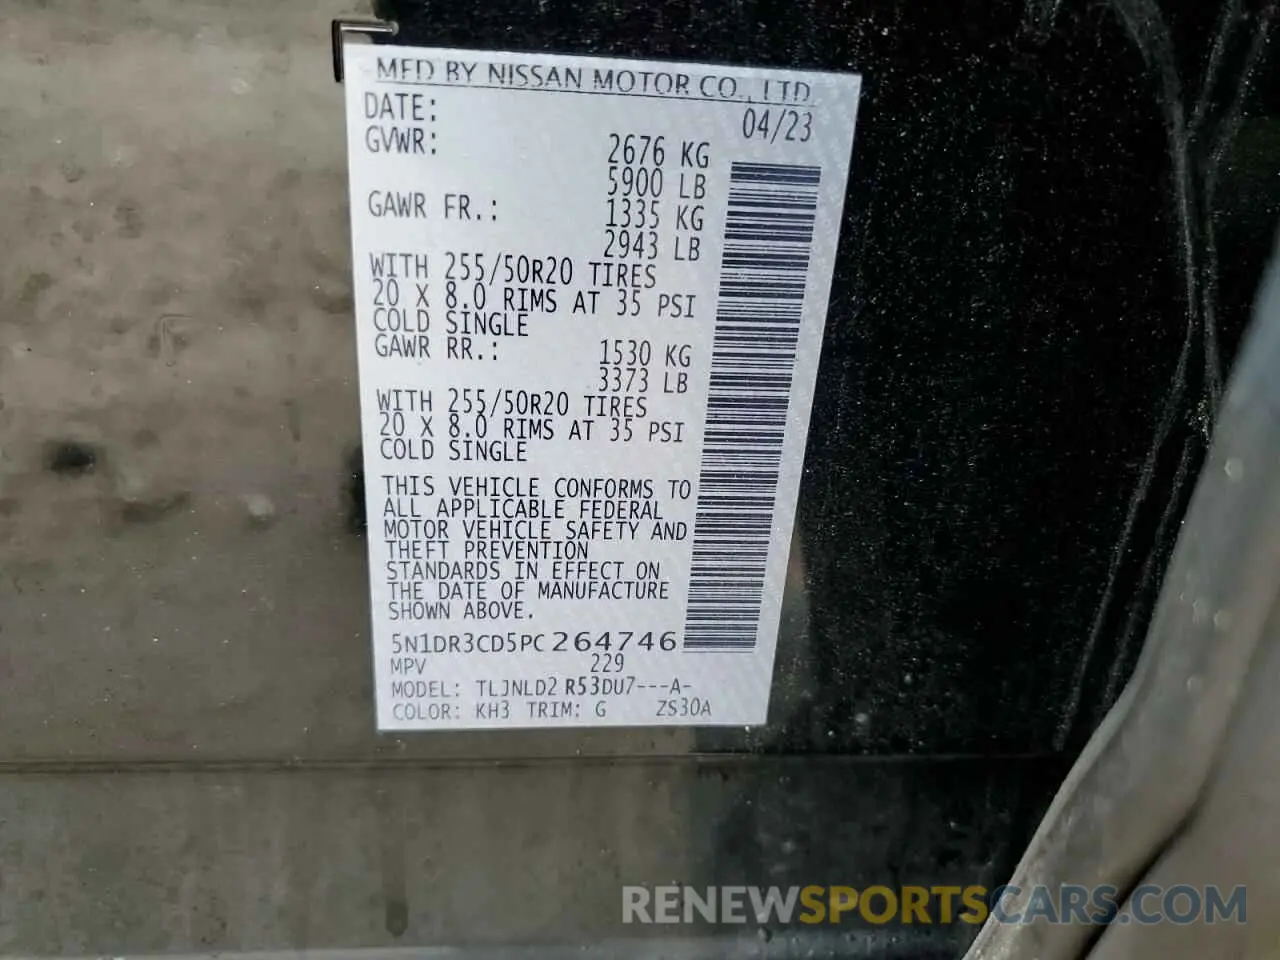 MFD BY NISSAN MOTOR CO., LTD.
DATE: 04/23
GVWR: 2676 KG
5900 LB
GAWR FR.: 1335 KG
2943 LB
WITH 255/50R20 TIRES
20 X 8.0 RIMS AT 35 PSI
COLD SINGLE
GAWR RR.: 1530 KG
3373 LB
WITH 255/50R20 TIRES
20 X 8.0 RIMS AT 35 PSI
COLD SINGLE
THIS VEHICLE CONFORMS TO
ALL APPLICABLE FEDERAL
MOTOR VEHICLE SAFETY AND
THEFT PREVENTION
STANDARDS IN EFFECT ON
THE DATE OF MANUFACTURE
SHOWN ABOVE.
5N1DR3CD5PC264746
MPV 229
MODEL: TLJNLD2 R53DU7---A-
COLOR: KH3 TRIM: G ZS30A
RENEWSPORTSCARS.COM